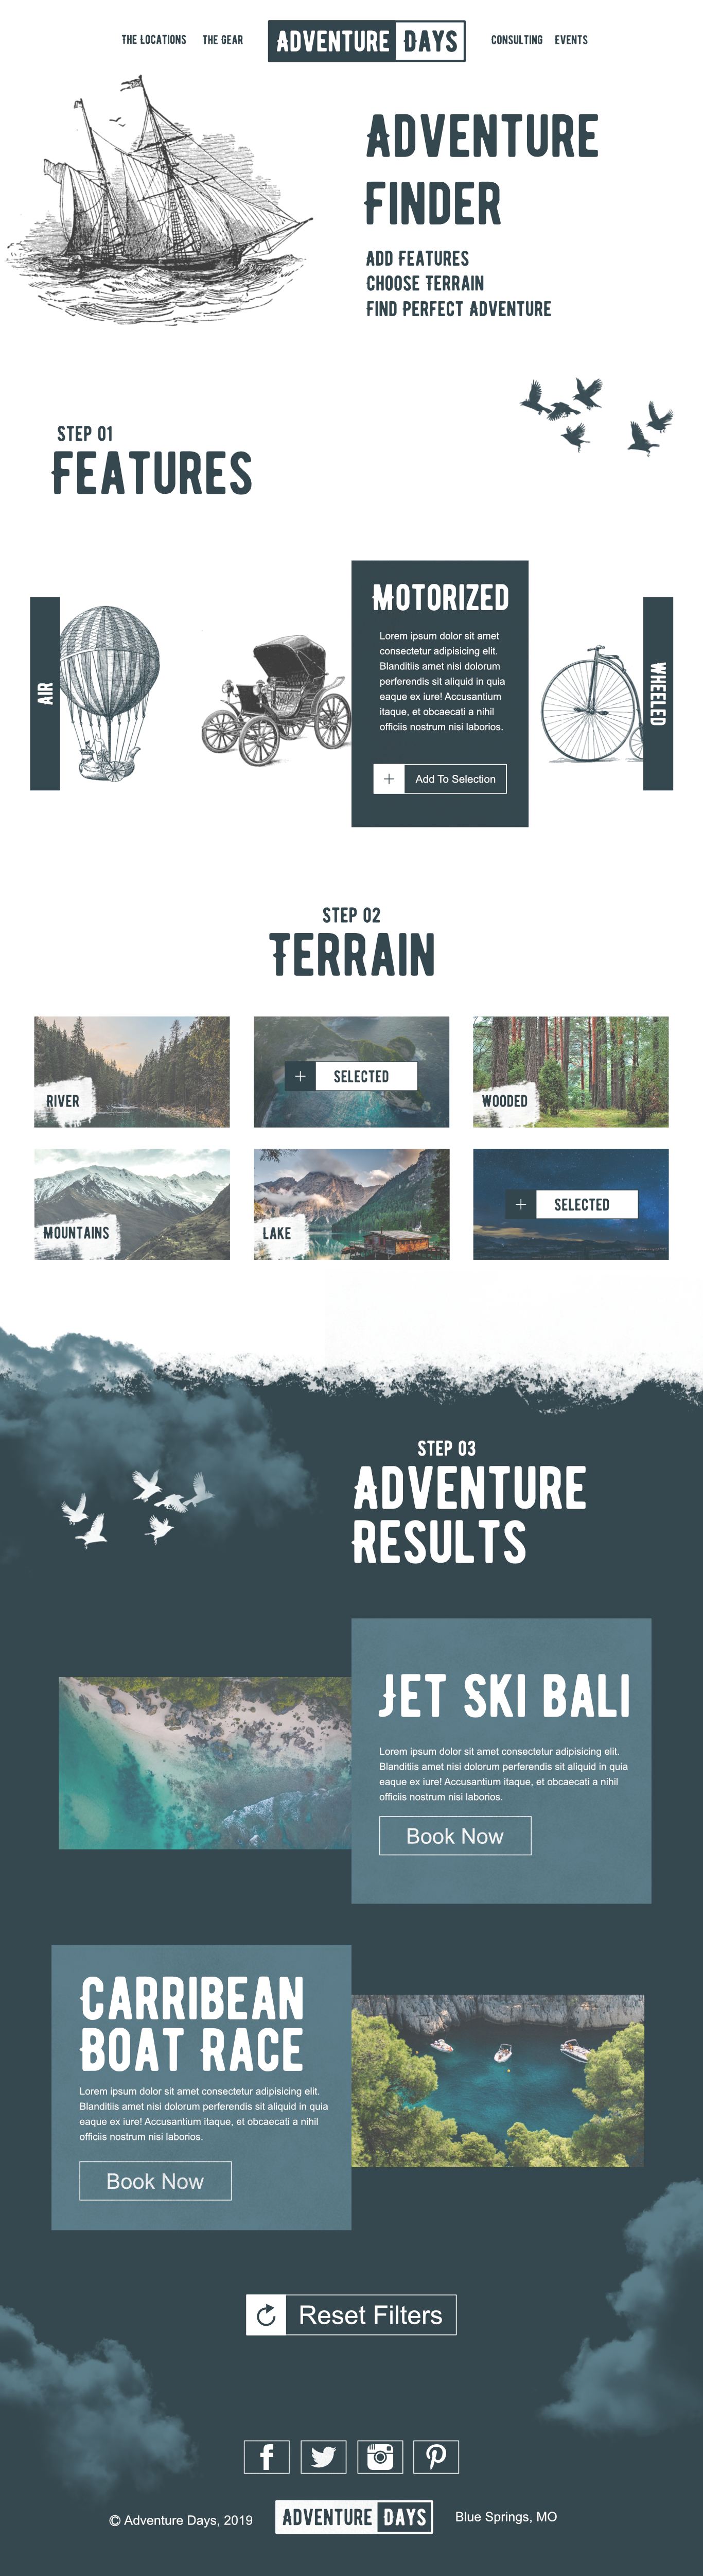 The Locations
The Gear
Adventure Days
Consulting
Events
Adventure
Finder
Add Features
Choose Terrain
Find Perfect Adventure
Step 01
Features
Air
Motorized
Lorem ipsum dolor sit amet
consectetur adipisicing elit.
Blanditiis amet nisi dolorum
perferendis sit aliquid in quia
eaque ex iure! Accusantium
itaque, et obcaecati a nihil
officiis nostrum nisi laborios.
Add To Selection
Wheeled
Step 02
Terrain
River
Selected
Wooded
Mountains
Lake
Selected
Step 03
Adventure
Results
Jet Ski Bali
Lorem ipsum dolor sit amet consectetur adipisicing elit.
Blanditiis amet nisi dolorum perferendis sit aliquid in quia
eaque ex iure! Accusantium itaque, et obcaecati a nihil
officiis nostrum nisi laborios.
Book Now
Carribean
Boat Race
Lorem ipsum dolor sit amet consectetur adipisicing elit.
Blanditiis amet nisi dolorum perferendis sit aliquid in quia
eaque ex iure! Accusantium itaque, et obcaecati a nihil
officiis nostrum nisi laborios.
Book Now
Reset Filters
© Adventure Days, 2019
Adventure Days
Blue Springs, MO